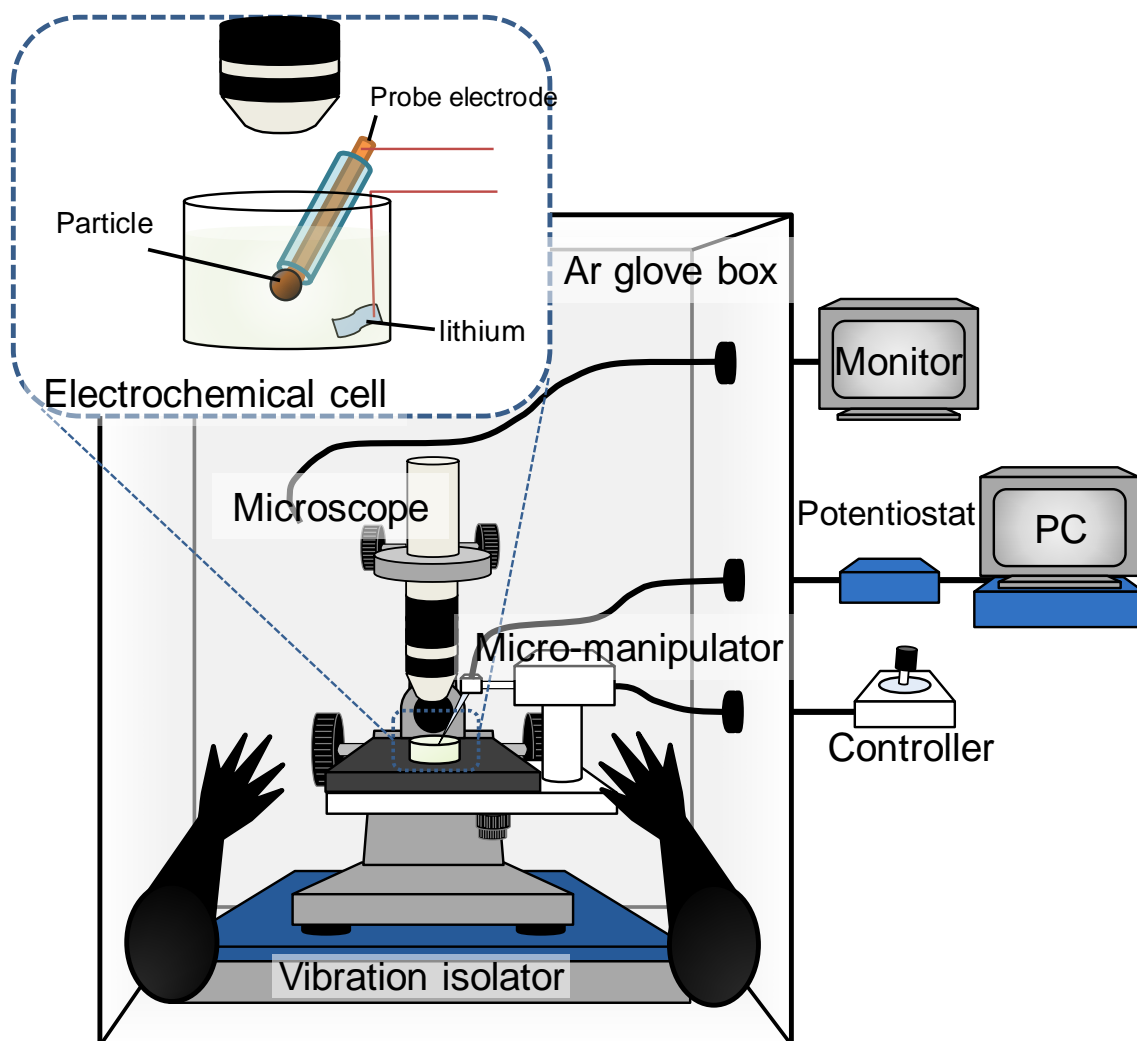 Probe electrode
Particle
lithium
Electrochemical cell
Ar glove box
Monitor
Microscope
Potentiostat
PC
Micro-manipulator
Controller
Vibration isolator